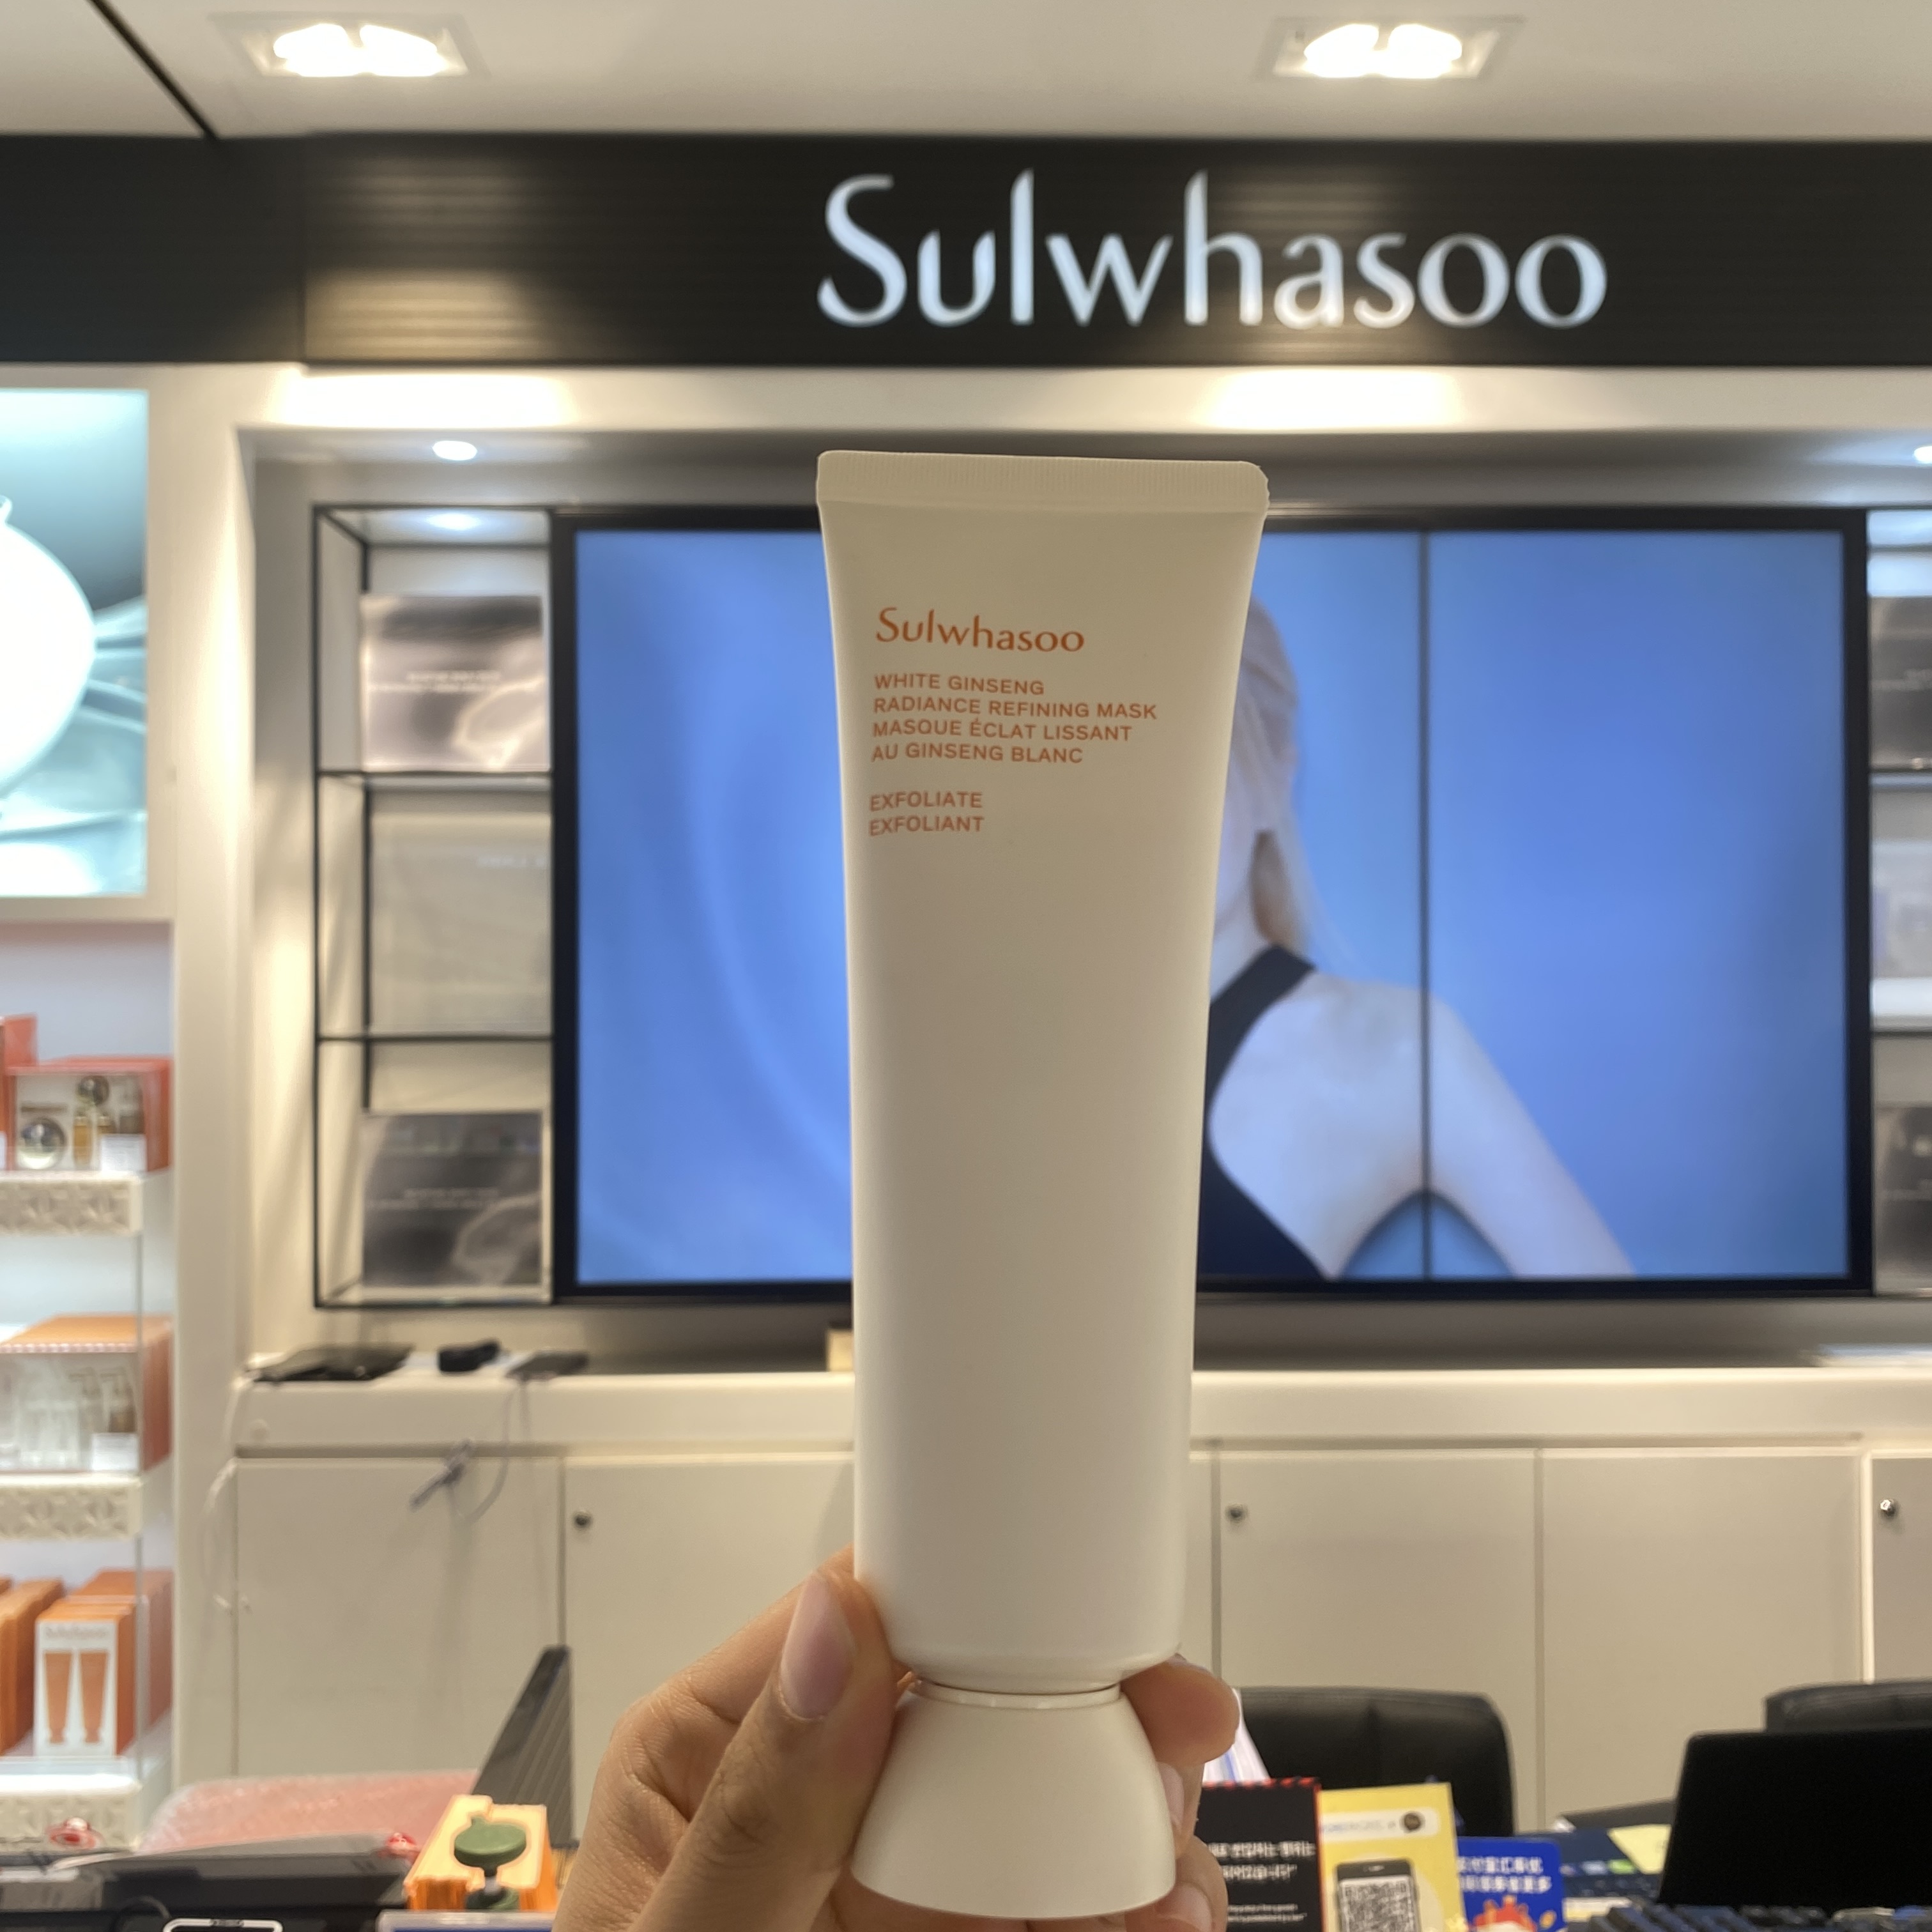 Sulwhasoo
Sulwhasoo
WHITE GINSENG
RADIANCE REFINING MASK
MASQUE ÉCLAT LISSANT
AU GINSENG BLANC
EXFOLIATE
EXFOLIANT